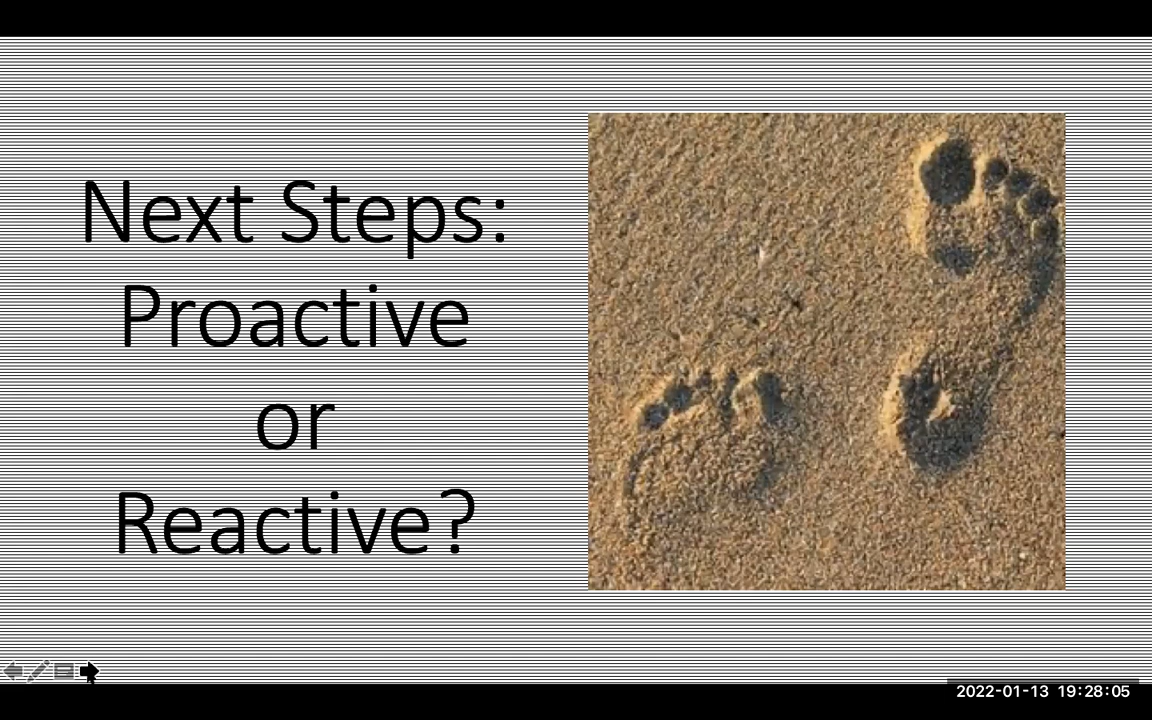 Next Steps:
Proactive
or
Reactive?
2022-01-13 19:28:05